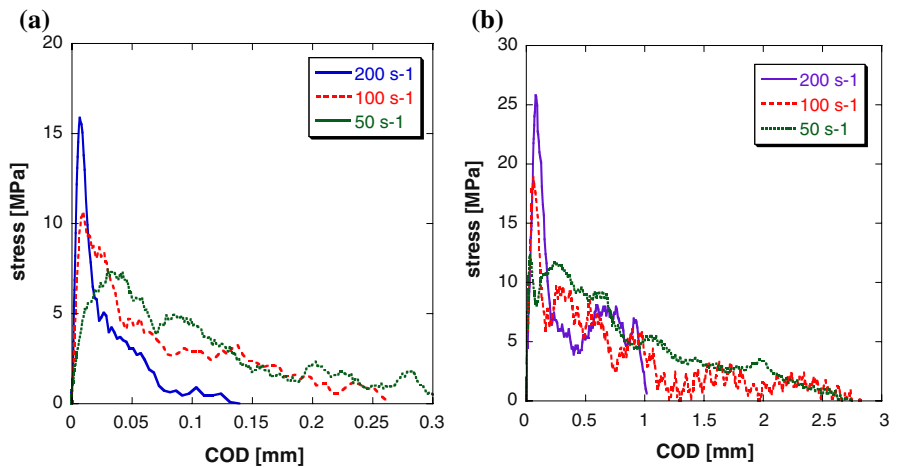 (a)
20
15
10
5
0
stress [MPa]
200 s-1
100 s-1
50 s-1
0 0.05 0.1 0.15 0.2 0.25 0.3
COD [mm]
(b)
30
25
20
15
10
5
0
stress [MPa]
200 s-1
100 s-1
50 s-1
0 0.5 1 1.5 2 2.5 3
COD [mm]